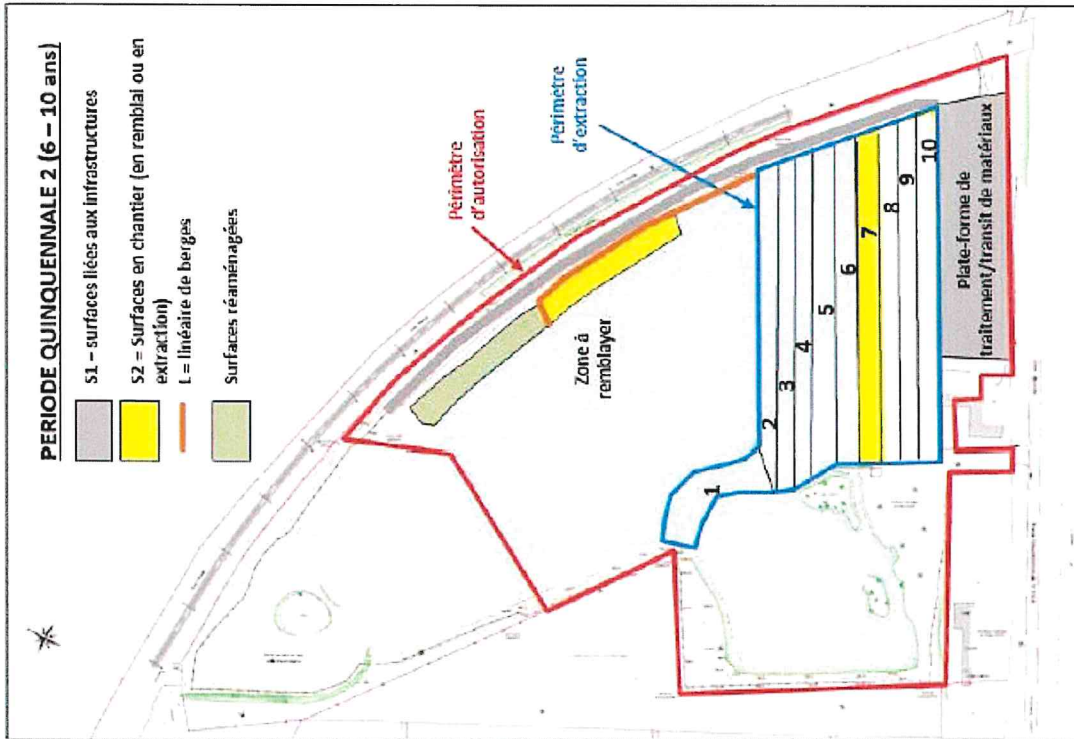 PERIODE QUINQUENNALE 2 (6 – 10 ans)
S1 – surfaces liées aux infrastructures
S2 = Surfaces en chantier (en remblai ou en
extraction)
L = linéaire de berges
Surfaces réaménagées
Périmètre
d'autorisation
Périmètre
d'extraction
Zone à
remblayer
1
2
3
4
5
6
7
8
9
10
Plate-forme de
traitement/transit de matériaux